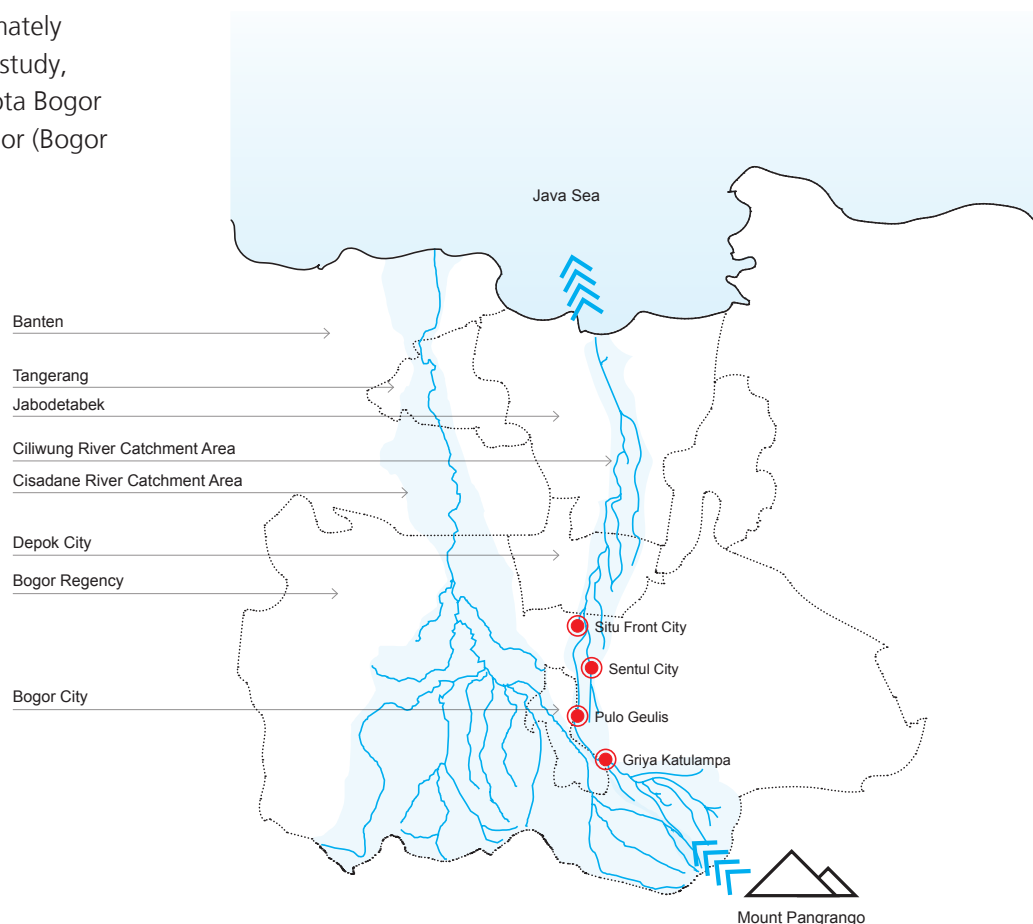 nately
study,
ota Bogor
or (Bogor
Java Sea
Banten
Tangerang
Jabodetabek
Ciliwung River Catchment Area
Cisadane River Catchment Area
Depok City
Bogor Regency
Situ Front City
Sentul City
Bogor City
Pulo Geulis
Griya Katulampa
Mount Pangrango